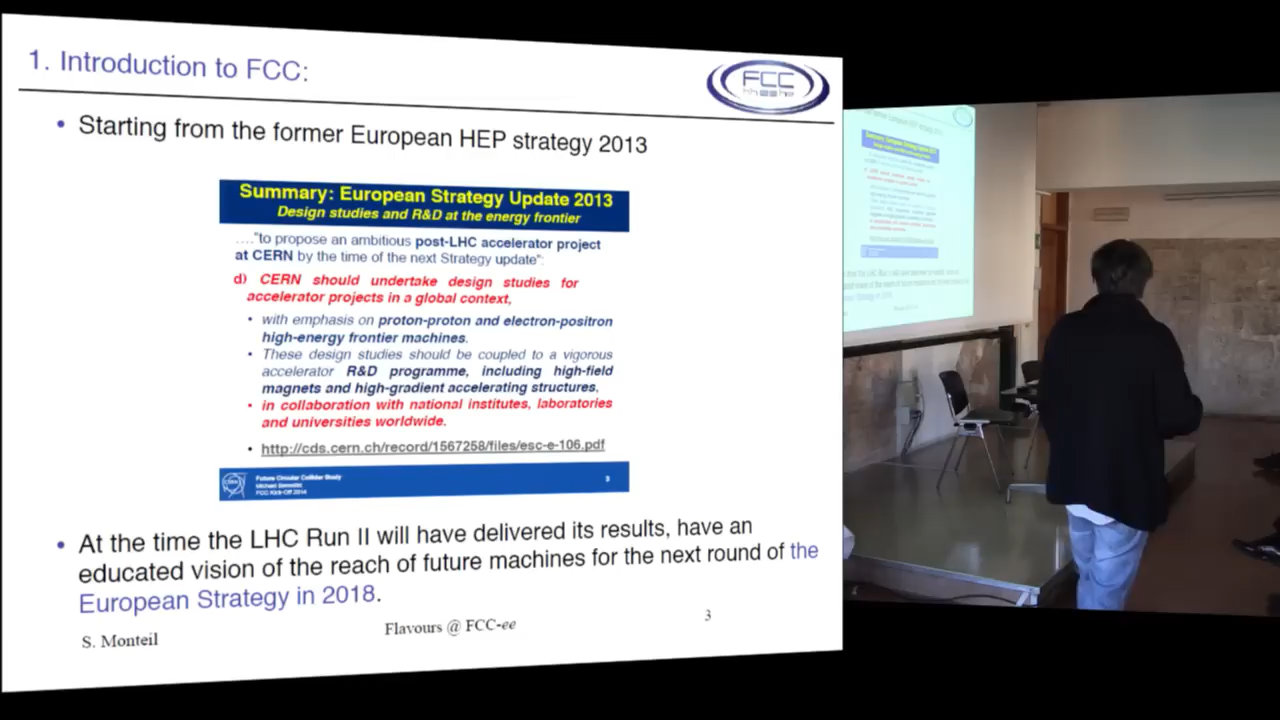 1. Introduction to FCC:
FCC
hh ee he
• Starting from the former European HEP strategy 2013
Summary: European Strategy Update 2013
Design studies and R&D at the energy frontier
...."to propose an ambitious post-LHC accelerator project
at CERN by the time of the next Strategy update":
d) CERN should undertake design studies for
accelerator projects in a global context,
• with emphasis on proton-proton and electron-positron
high-energy frontier machines.
• These design studies should be coupled to a vigorous
accelerator R&D programme, including high-field
magnets and high-gradient accelerating structures,
• in collaboration with national institutes, laboratories
and universities worldwide.
• http://cds.cern.ch/record/1567258/files/esc-e-106.pdf
Future Circular Collider Study
Michael Benedikt
FCC Kick-Off 2014
3
• At the time the LHC Run II will have delivered its results, have an
educated vision of the reach of future machines for the next round of the
European Strategy in 2018.
S. Monteil
Flavours @ FCC-ee
3